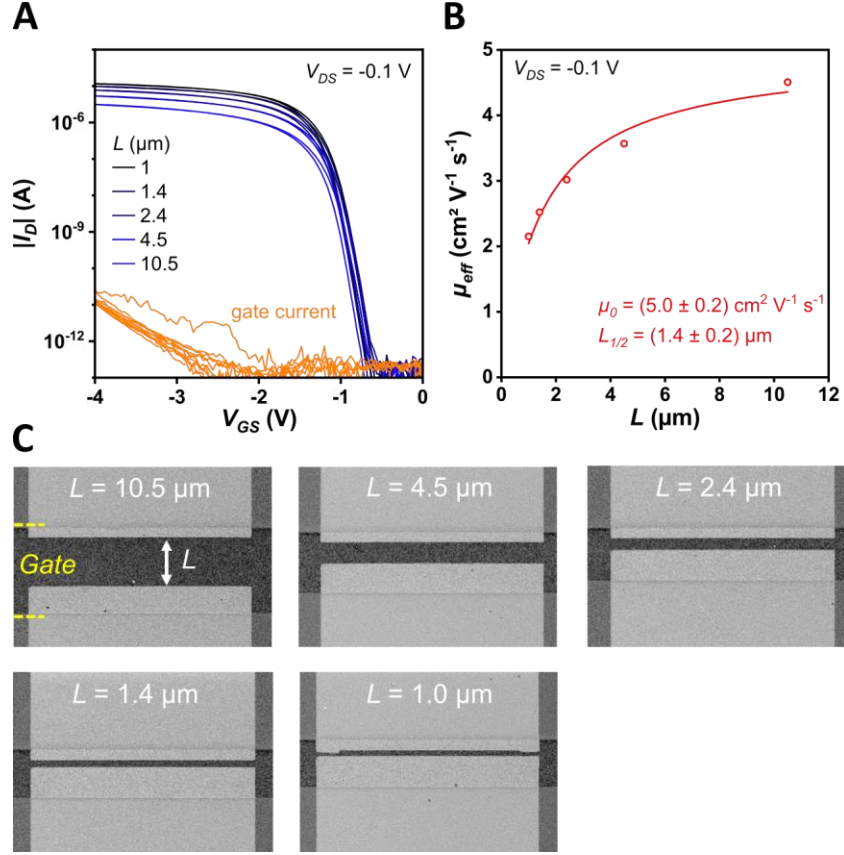 A
V_DS = -0.1 V
10⁻⁶
10⁻⁹
10⁻¹²
|I_D| (A)
L (µm)
1
1.4
2.4
4.5
10.5
gate current
-4
-3
-2
-1
0
V_GS (V)
B
V_DS = -0.1 V
5
4
3
2
1
0
µ_eff (cm² V⁻¹ s⁻¹)
µ₀ = (5.0 ± 0.2) cm² V⁻¹ s⁻¹
L_1/2 = (1.4 ± 0.2) µm
0
2
4
6
8
10
12
L (µm)
C
L = 10.5 µm
Gate
L
L = 4.5 µm
L = 2.4 µm
L = 1.4 µm
L = 1.0 µm